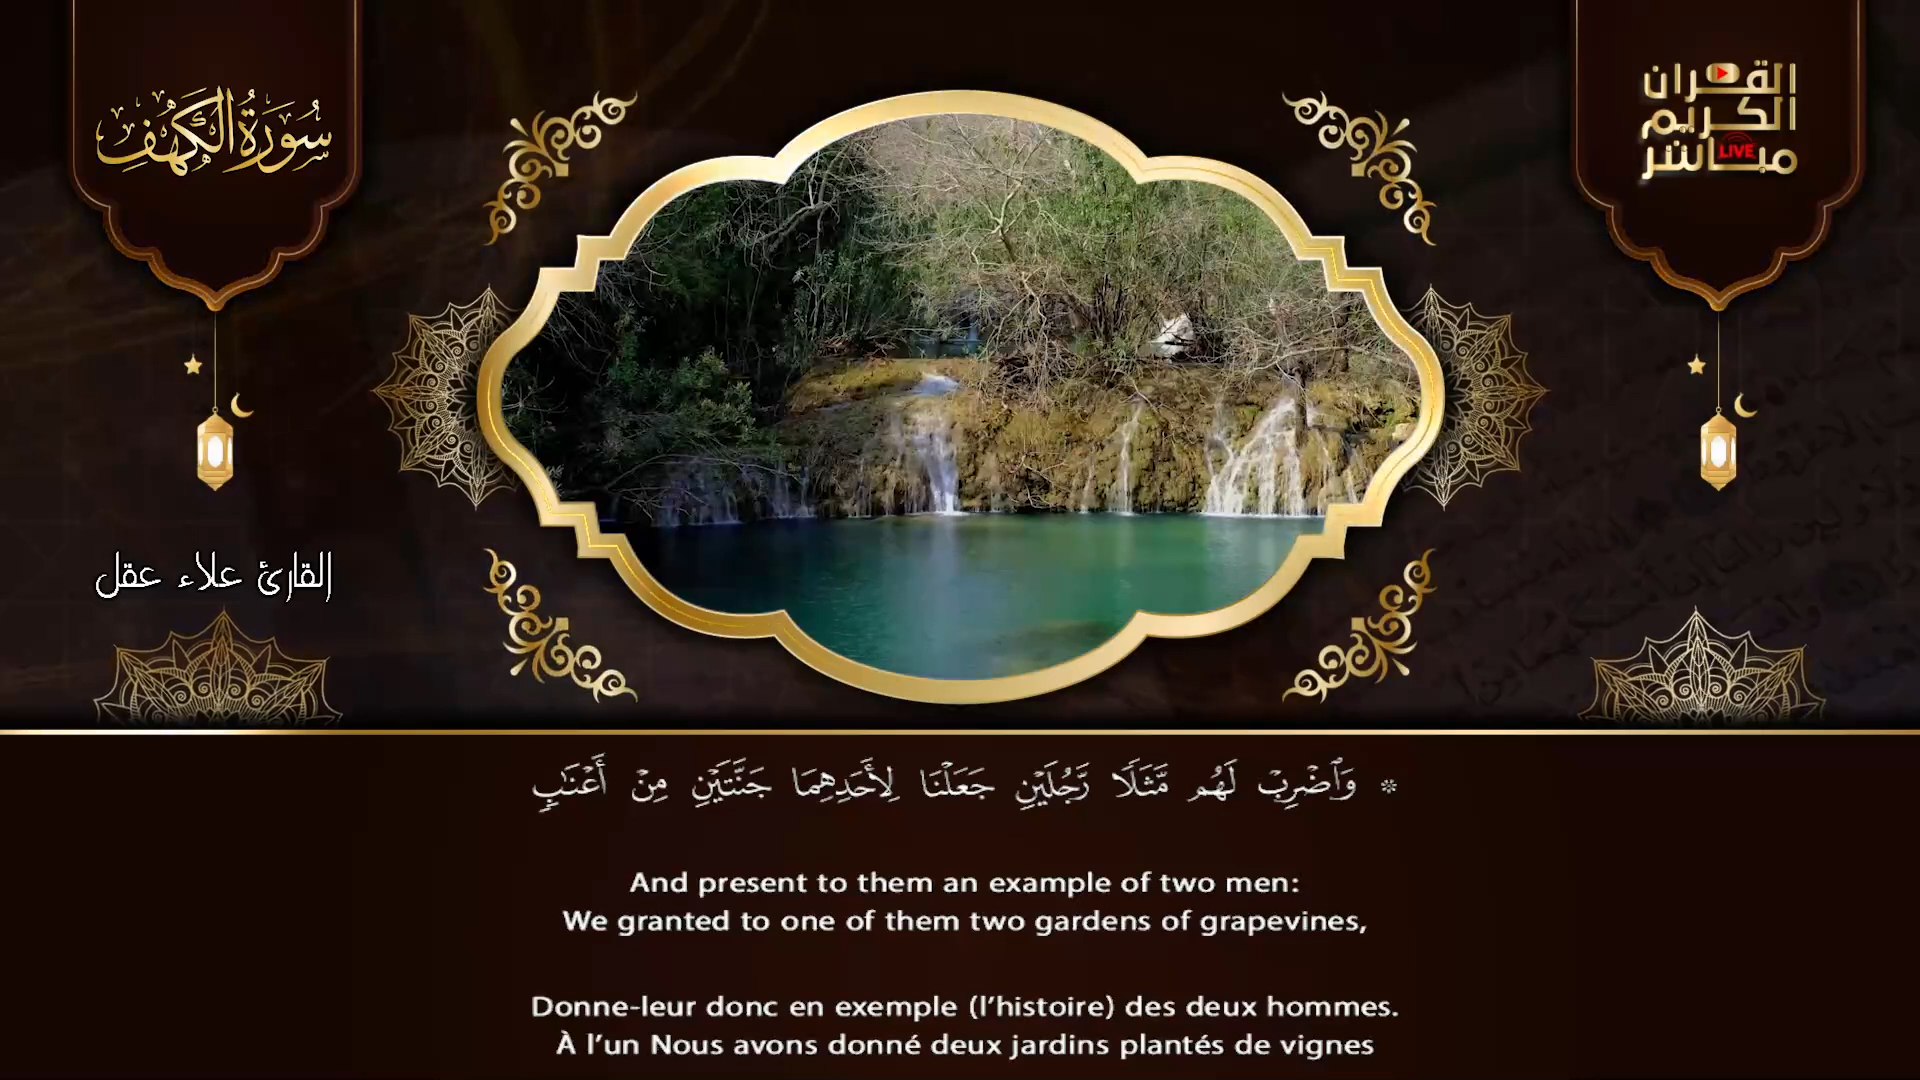 سُورَةُ الكَهْفِ
القرآن
الكريم
مباشر
LIVE
القارئ علاء عقل
۞ وَٱضْرِبْ لَهُم مَّثَلًا رَّجُلَيْنِ جَعَلْنَا لِأَحَدِهِمَا جَنَّتَيْنِ مِنْ أَعْنَٰبٍ
And present to them an example of two men:
We granted to one of them two gardens of grapevines,
Donne-leur donc en exemple (l’histoire) des deux hommes.
À l’un Nous avons donné deux jardins plantés de vignes